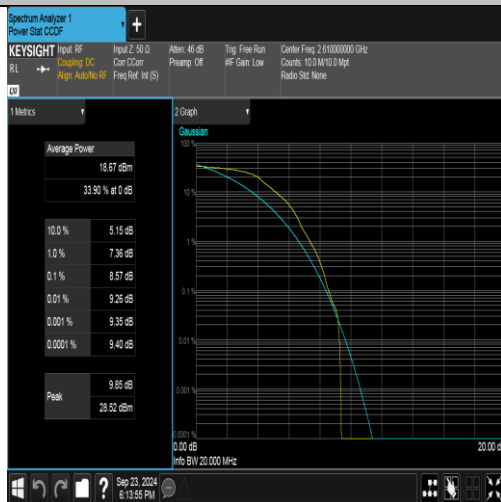 Spectrum Analyzer 1
Power Stat CCDF
KEYSIGHT
RL
LXI
Input: RF
Coupling: DC
Align: Auto/No RF
Input Z: 50 Ω
Corr CCorr
Freq Ref: Int (S)
Atten: 46 dB
Preamp: Off
Trig: Free Run
#IF Gain: Low
Center Freq: 2.610000000 GHz
Counts: 10.0 M/10.0 Mpt
Radio Std: None
1 Metrics
Average Power
18.67 dBm
33.90 % at 0 dB
10.0 % 5.15 dB
1.0 % 7.36 dB
0.1 % 8.57 dB
0.01 % 9.26 dB
0.001 % 9.35 dB
0.0001 % 9.40 dB
Peak
9.85 dB
28.52 dBm
2 Graph
Gaussian
100 %
10 %
1 %
0.1 %
0.01 %
0.001 %
0.0001 %
0.00 dB
20.00 d
Info BW 20.000 MHz
Sep 23, 2024
6:13:55 PM